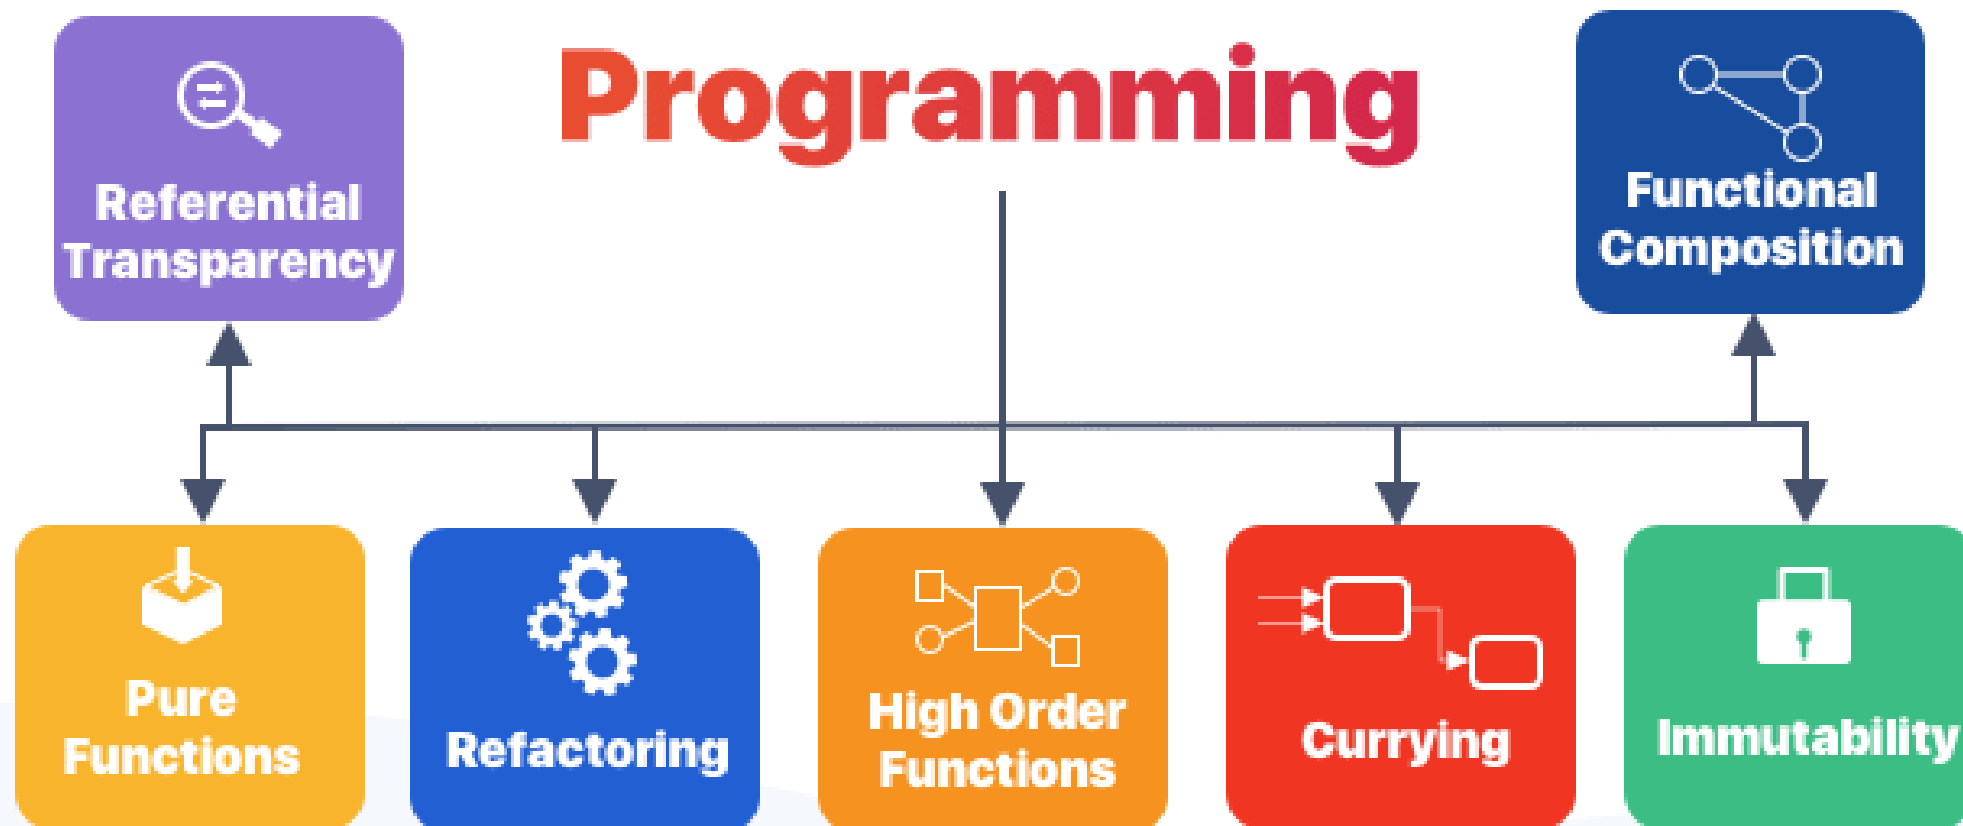 Programming
Referential
Transparency
Functional
Composition
Pure
Functions
Refactoring
High Order
Functions
Currying
Immutability